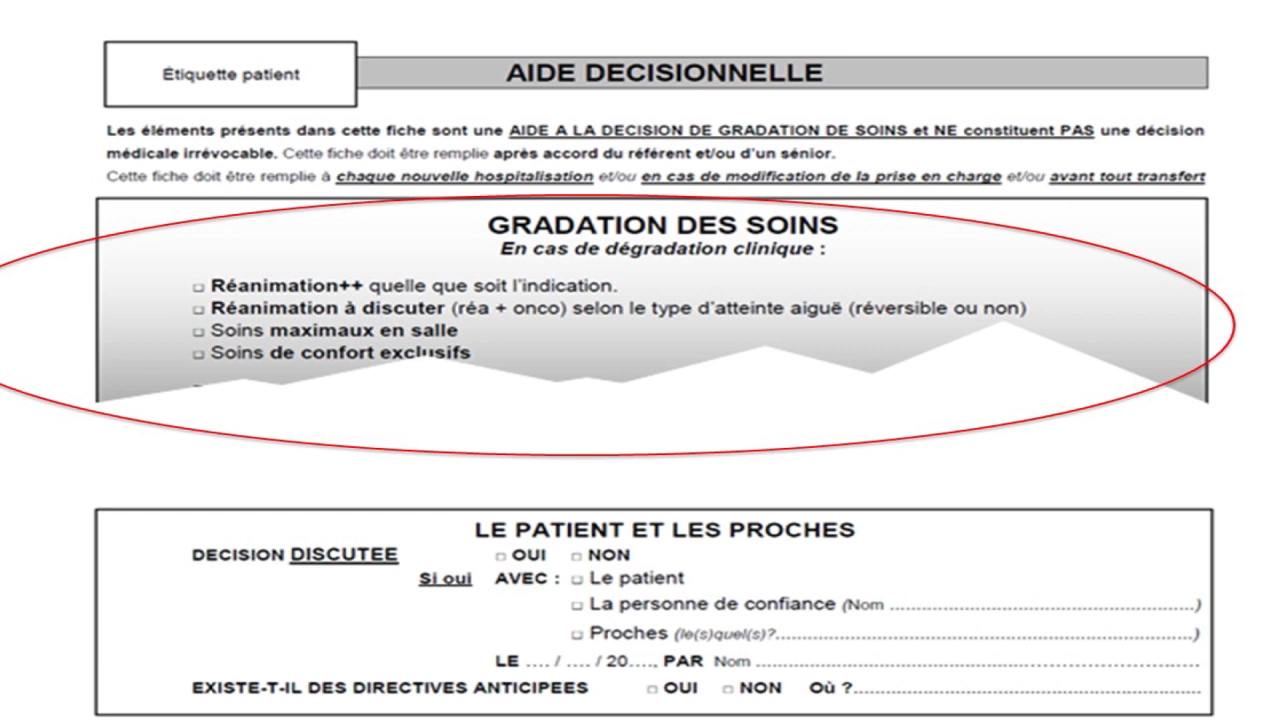 Étiquette patient
AIDE DECISIONNELLE
Les éléments présents dans cette fiche sont une AIDE A LA DECISION DE GRADATION DE SOINS et NE constituent PAS une décision
médicale irrévocable. Cette fiche doit être remplie après accord du référent et/ou d'un sénior.
Cette fiche doit être remplie à chaque nouvelle hospitalisation et/ou en cas de modification de la prise en charge et/ou avant tout transfert
GRADATION DES SOINS
En cas de dégradation clinique :
□ Réanimation++ quelle que soit l'indication.
□ Réanimation à discuter (réa + onco) selon le type d'atteinte aiguë (réversible ou non)
□ Soins maximaux en salle
□ Soins de confort exclusifs
LE PATIENT ET LES PROCHES
DECISION DISCUTEE □ OUI □ NON
Si oui AVEC : □ Le patient
□ La personne de confiance (Nom ..........................................................)
□ Proches (le(s)quel(s)?................................................................................)
LE .... / .... / 20...., PAR Nom ................................................................................
EXISTE-T-IL DES DIRECTIVES ANTICIPEES □ OUI □ NON Où ?................................................................